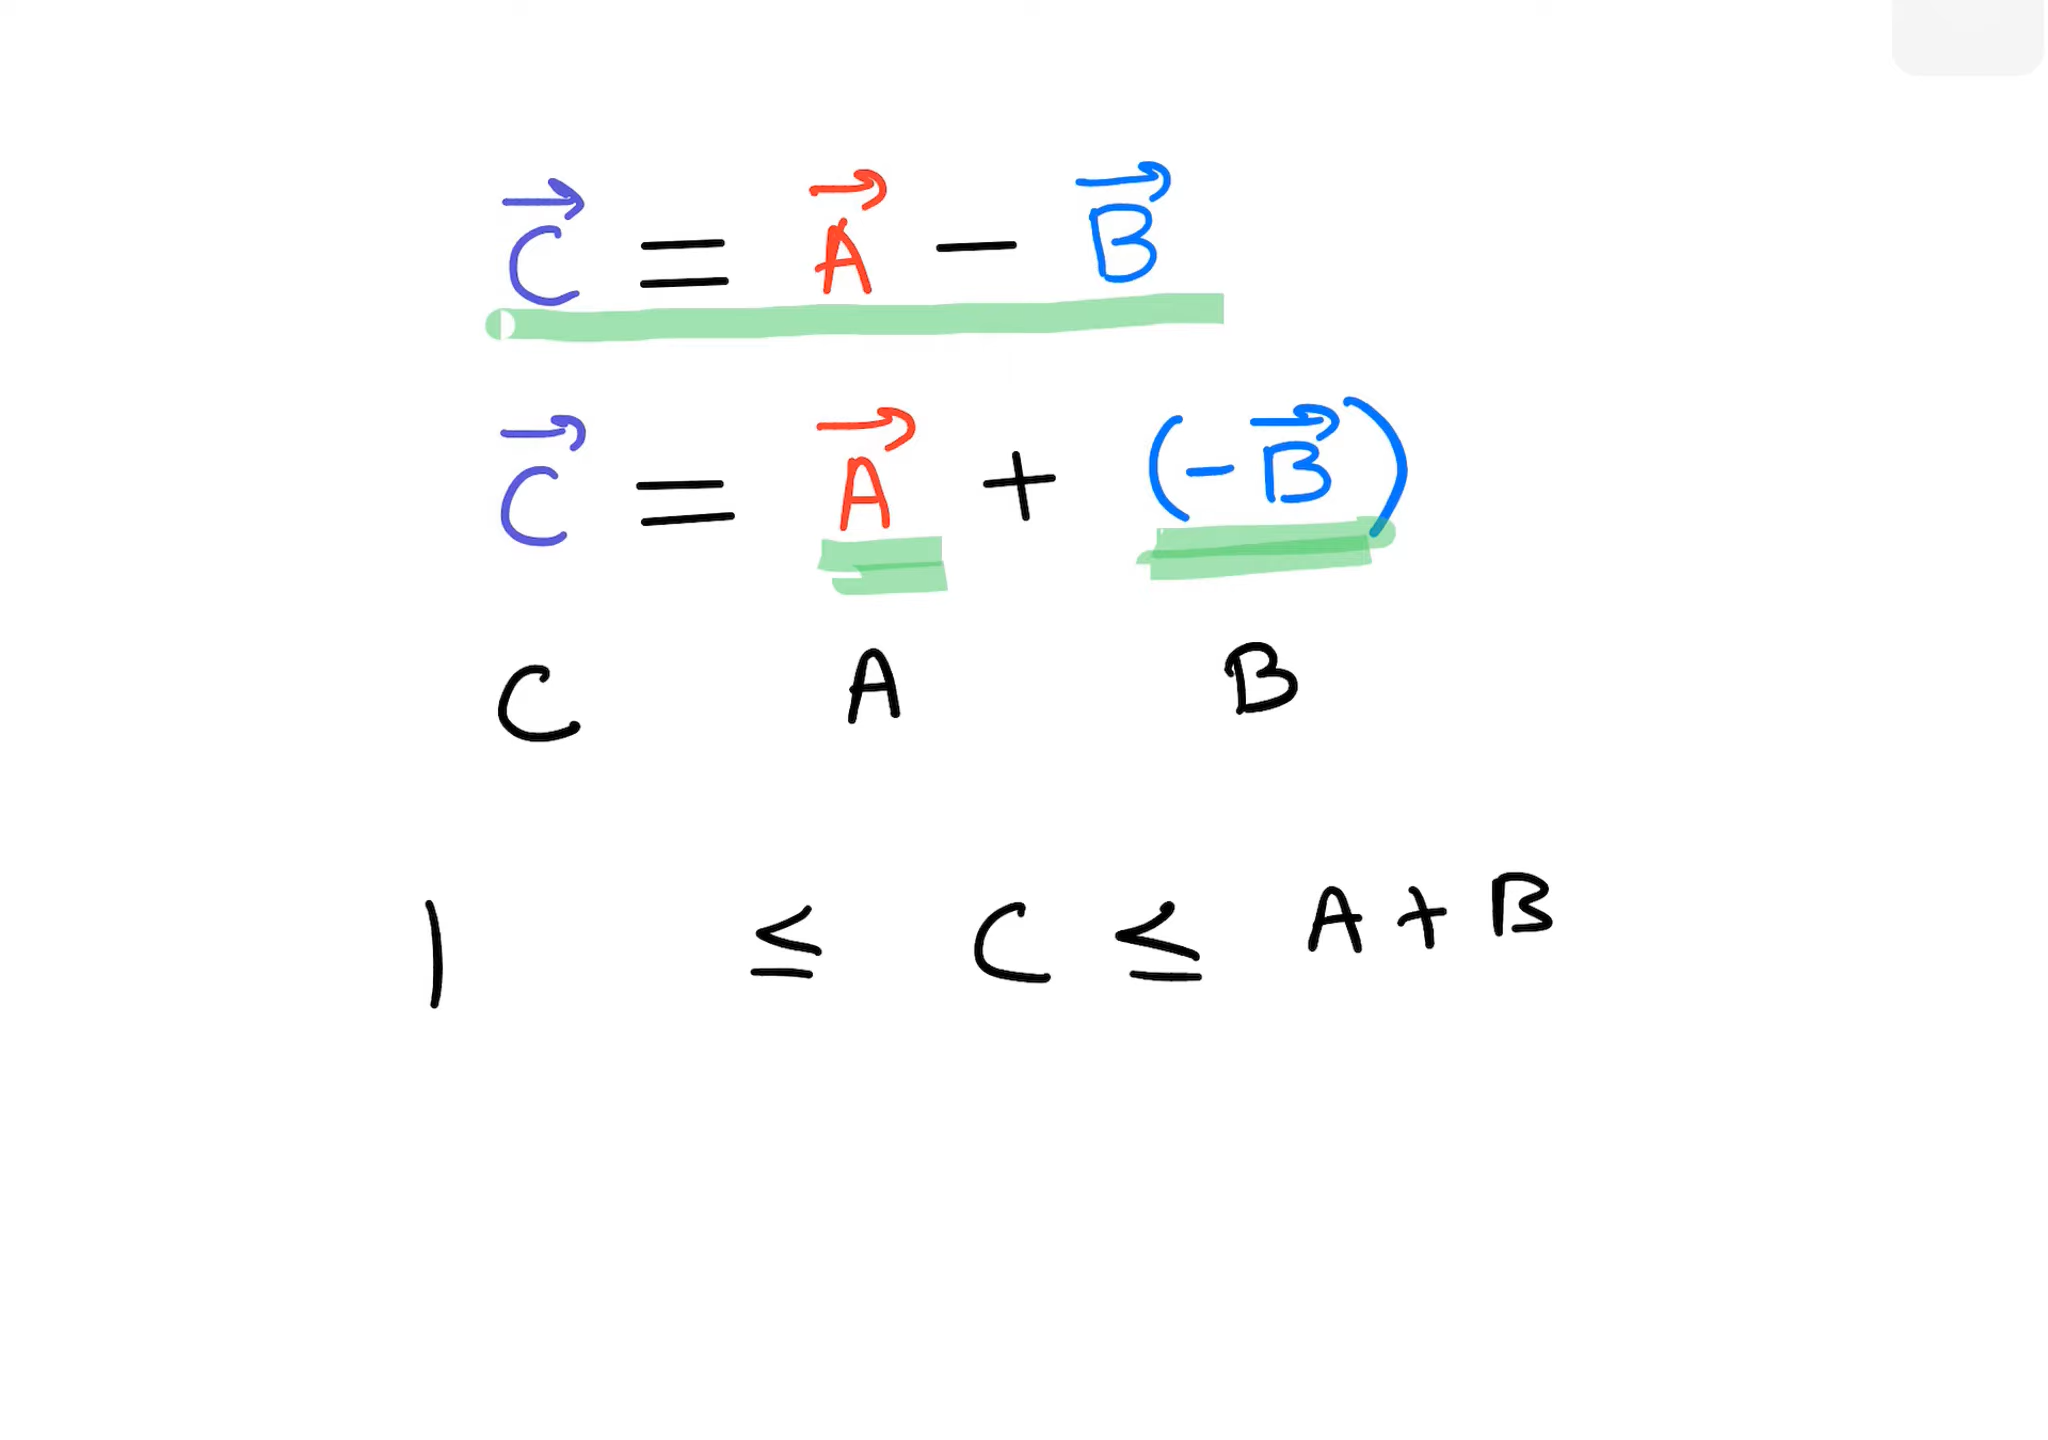 C⃗ = A⃗ − B⃗
C⃗ = A⃗ + (−B⃗)
C A B
| ≤ C ≤ A + B